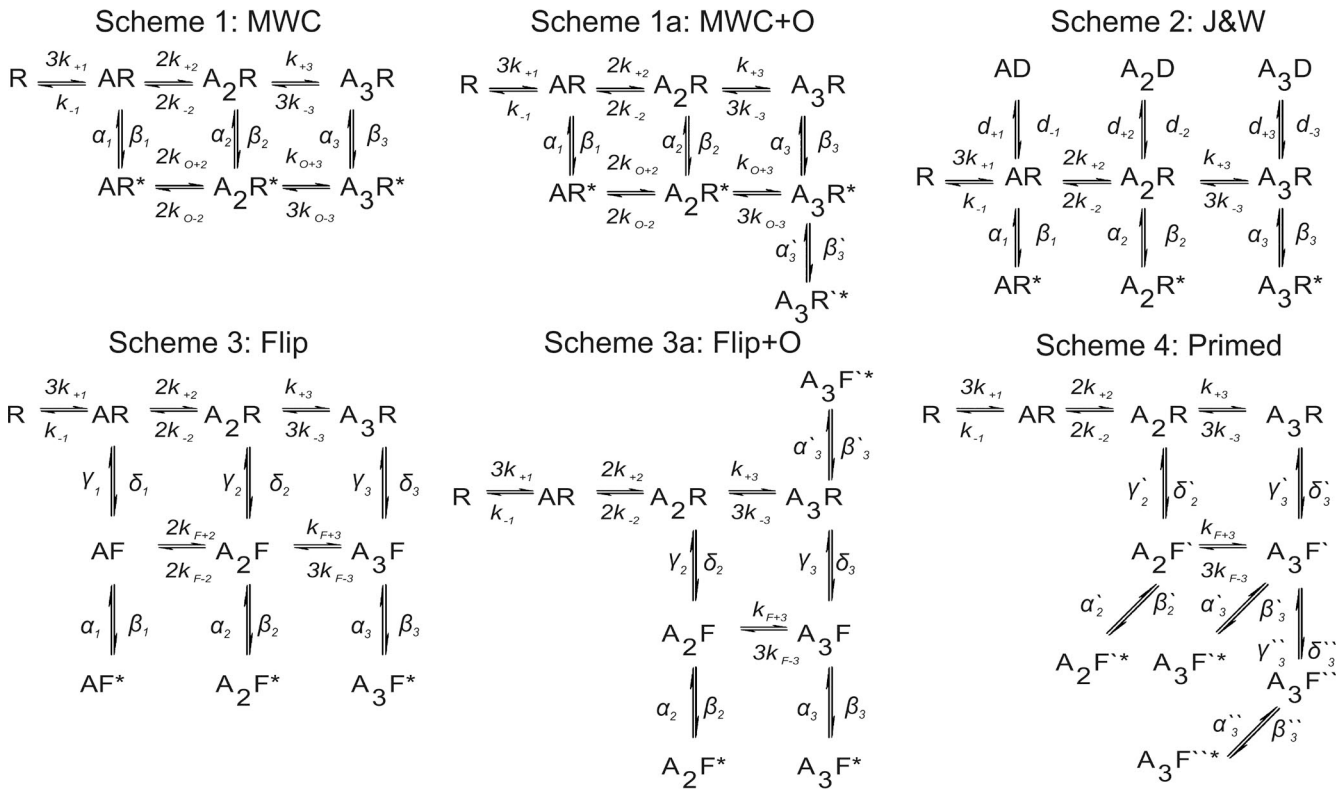 Scheme 1: MWC
3k+1 2k+2 k+3
R AR A2R A3R
k-1 2k-2 3k-3
α1 β1 α2 β2 α3 β3
2kO+2 kO+3
AR* A2R* A3R*
2kO-2 3kO-3
Scheme 1a: MWC+O
3k+1 2k+2 k+3
R AR A2R A3R
k-1 2k-2 3k-3
α1 β1 α2 β2 α3 β3
2kO+2 kO+3
AR* A2R* A3R*
2kO-2 3kO-3
α`3 β`3
A3R`*
Scheme 2: J&W
AD A2D A3D
d+1 d-1 d+2 d-2 d+3 d-3
3k+1 2k+2 k+3
R AR A2R A3R
k-1 2k-2 3k-3
α1 β1 α2 β2 α3 β3
AR* A2R* A3R*
Scheme 3: Flip
3k+1 2k+2 k+3
R AR A2R A3R
k-1 2k-2 3k-3
γ1 δ1 γ2 δ2 γ3 δ3
2kF+2 kF+3
AF A2F A3F
2kF-2 3kF-3
α1 β1 α2 β2 α3 β3
AF* A2F* A3F*
Scheme 3a: Flip+O
A3F`*
α`3 β`3
3k+1 2k+2 k+3
R AR A2R A3R
k-1 2k-2 3k-3
γ2 δ2 γ3 δ3
kF+3
A2F A3F
3kF-3
α2 β2 α3 β3
A2F* A3F*
Scheme 4: Primed
3k+1 2k+2 k+3
R AR A2R A3R
k-1 2k-2 3k-3
γ`2 δ`2 γ`3 δ`3
kF+3
A2F` A3F`
3kF-3
α`2 β`2 α`3 β`3
γ``3 δ``3
A2F`* A3F`*
A3F``
α``3 β``3
A3F``*